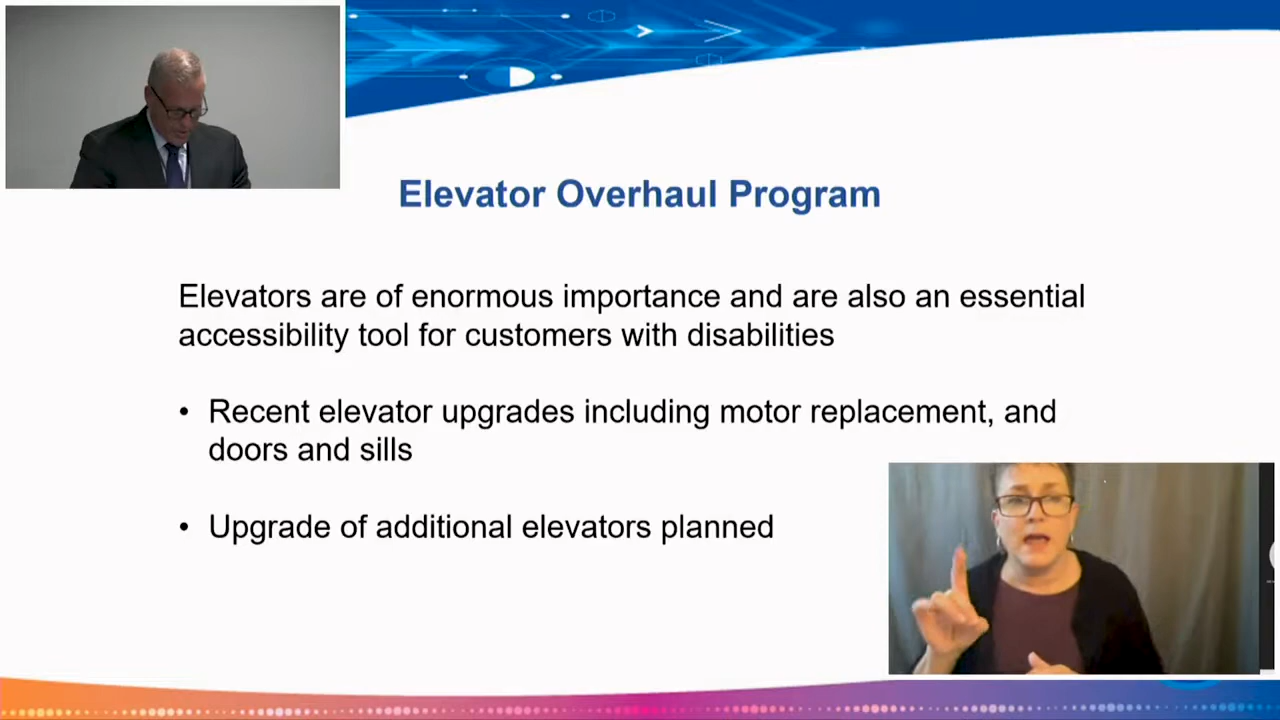 Elevator Overhaul Program
Elevators are of enormous importance and are also an essential
accessibility tool for customers with disabilities
• Recent elevator upgrades including motor replacement, and
doors and sills
• Upgrade of additional elevators planned